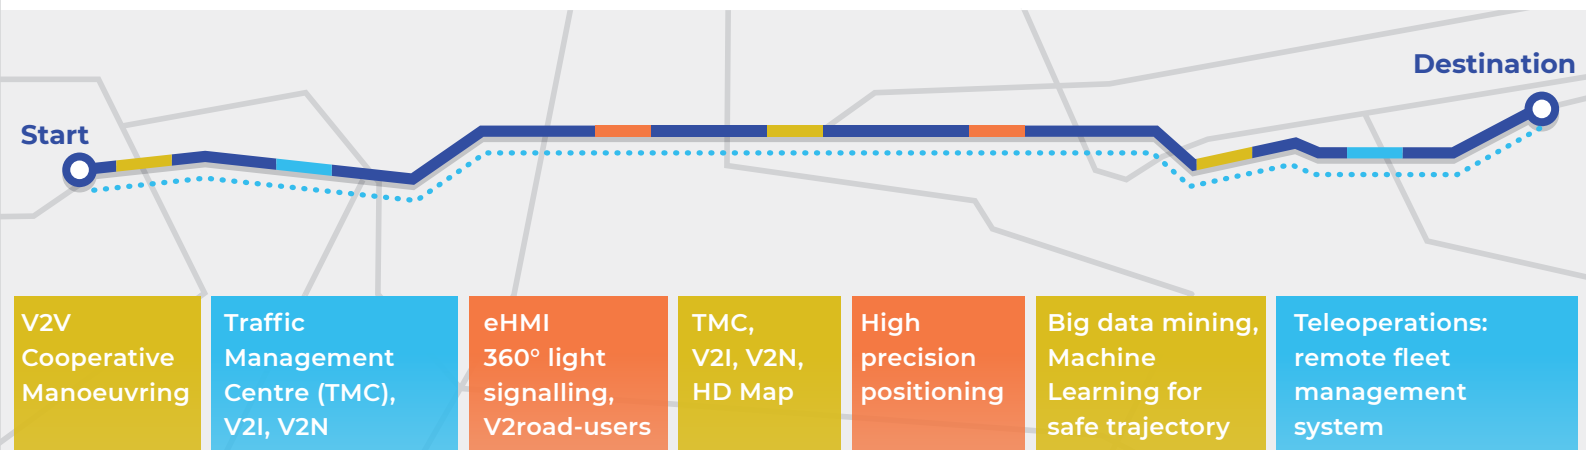 Destination
Start
V2V
Cooperative
Manoeuvring
Traffic
Management
Centre (TMC),
V2I, V2N
eHMI
360° light
signalling,
V2road-users
TMC,
V2I, V2N,
HD Map
High
precision
positioning
Big data mining,
Machine
Learning for
safe trajectory
Teleoperations:
remote fleet
management
system